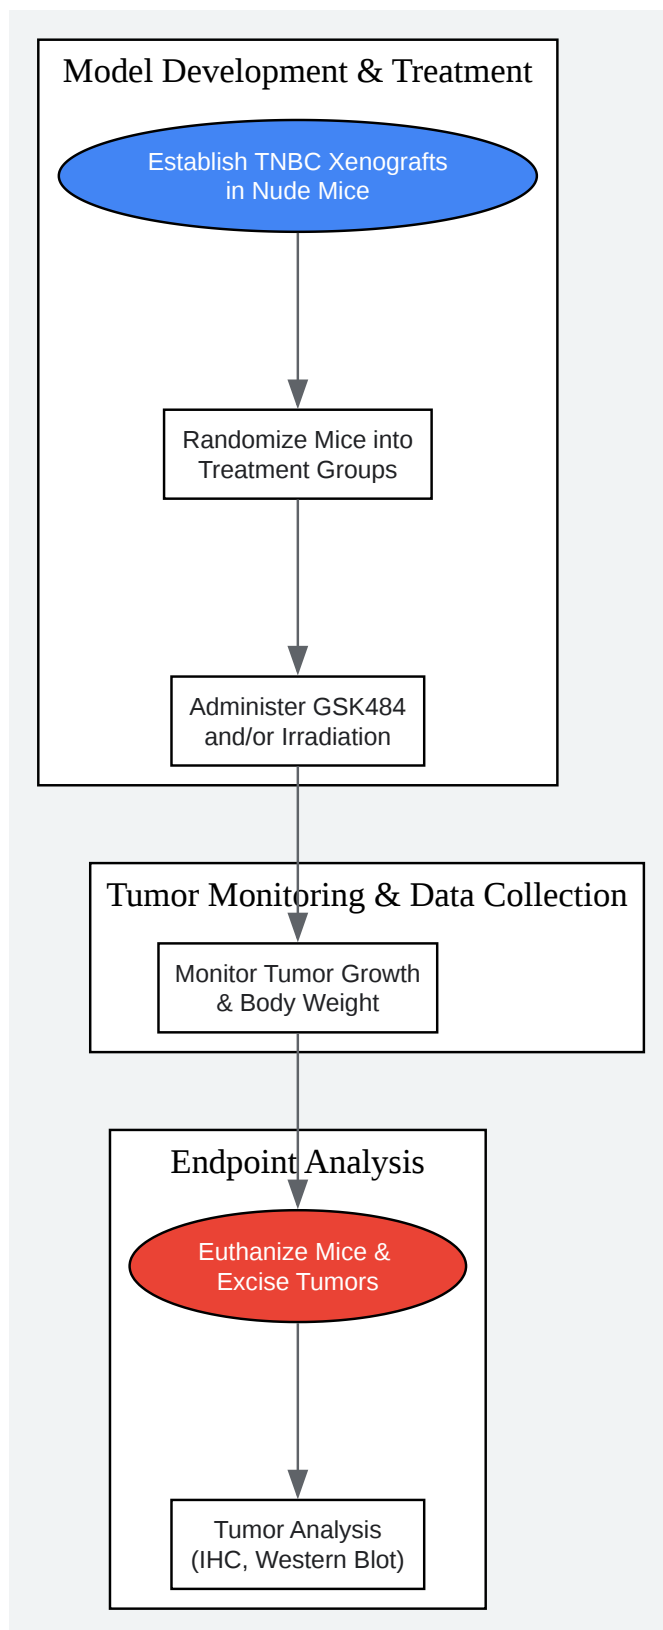 Model Development & Treatment
Establish TNBC Xenografts
in Nude Mice
Randomize Mice into
Treatment Groups
Administer GSK484
and/or Irradiation
Tumor Monitoring & Data Collection
Monitor Tumor Growth
& Body Weight
Endpoint Analysis
Euthanize Mice &
Excise Tumors
Tumor Analysis
(IHC, Western Blot)